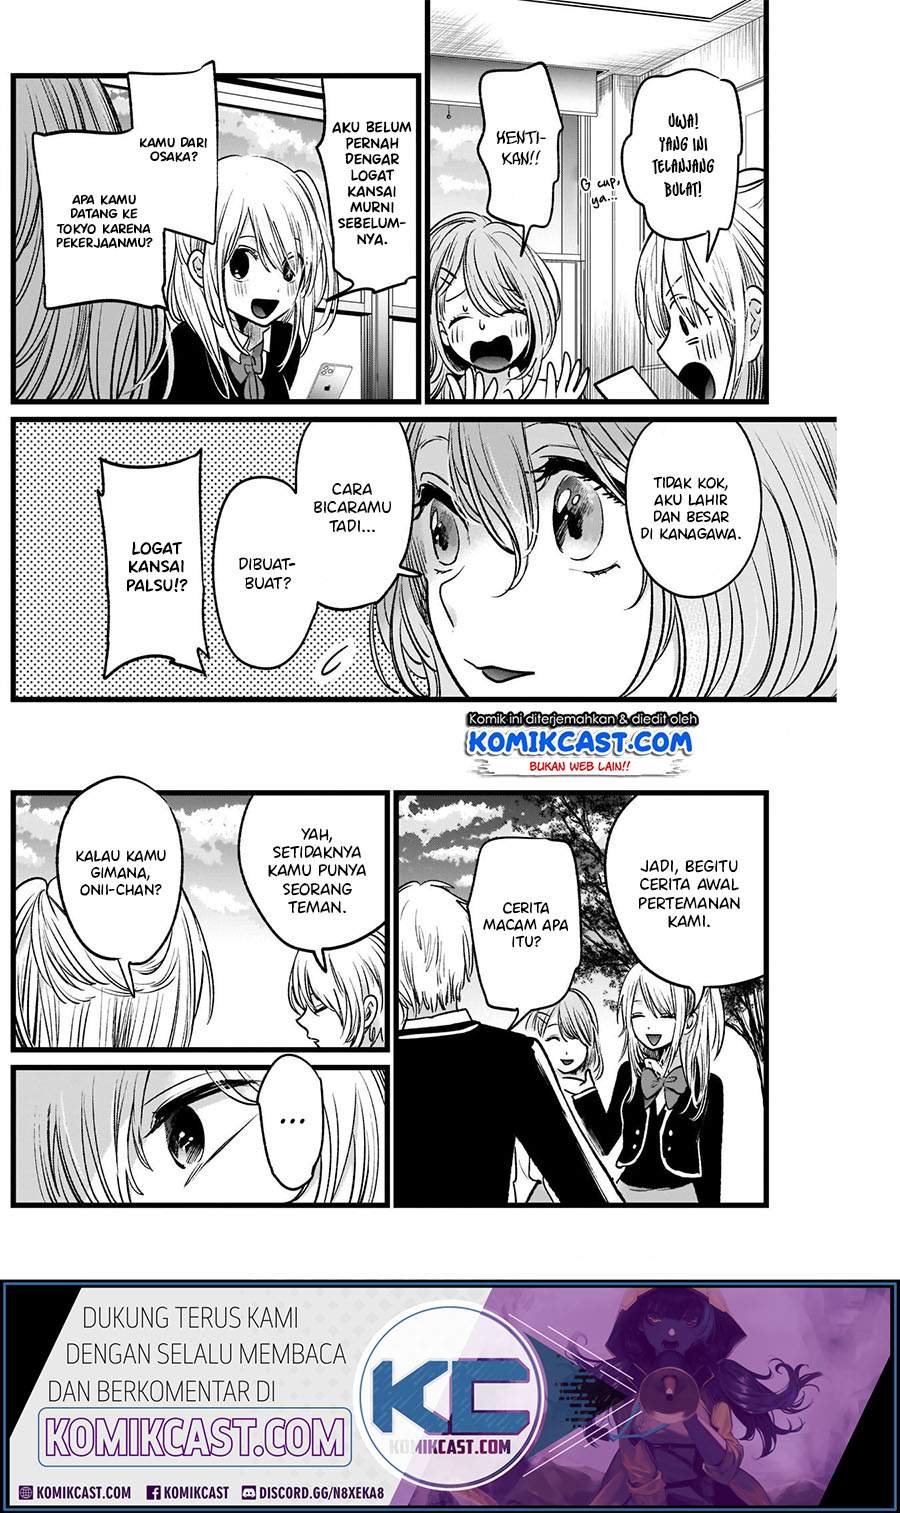 UWA!
YANG INI
TELANJANG
BULAT!
G cup,
ya...
HENTI-
KAN!!
AKU BELUM
PERNAH
DENGAR
LOGAT
KANSAI
MURNI
SEBELUM-
NYA.
KAMU DARI
OSAKA?
APA KAMU
DATANG KE
TOKYO KARENA
PEKERJAANMU?
TIDAK KOK,
AKU LAHIR
DAN BESAR
DI KANAGAWA.
CARA
BICARAMU
TADI...
DIBUAT-
BUAT?
LOGAT
KANSAI
PALSU!?
Komik ini diterjemahkan & diedit oleh
KOMIKCAST.COM
BUKAN WEB LAIN!!
JADI, BEGITU
CERITA AWAL
PERTEMANAN
KAMI.
CERITA
MACAM APA
ITU?
YAH,
SETIDAKNYA
KAMU PUNYA
SEORANG
TEMAN.
KALAU KAMU
GIMANA,
ONII-CHAN?
...
DUKUNG TERUS KAMI
DENGAN SELALU MEMBACA
DAN BERKOMENTAR DI
KOMIKCAST.COM
KC
KOMIKCAST.COM
KOMIKCAST.COM
KOMIKCAST
DISCORD.GG/N8XEKA8